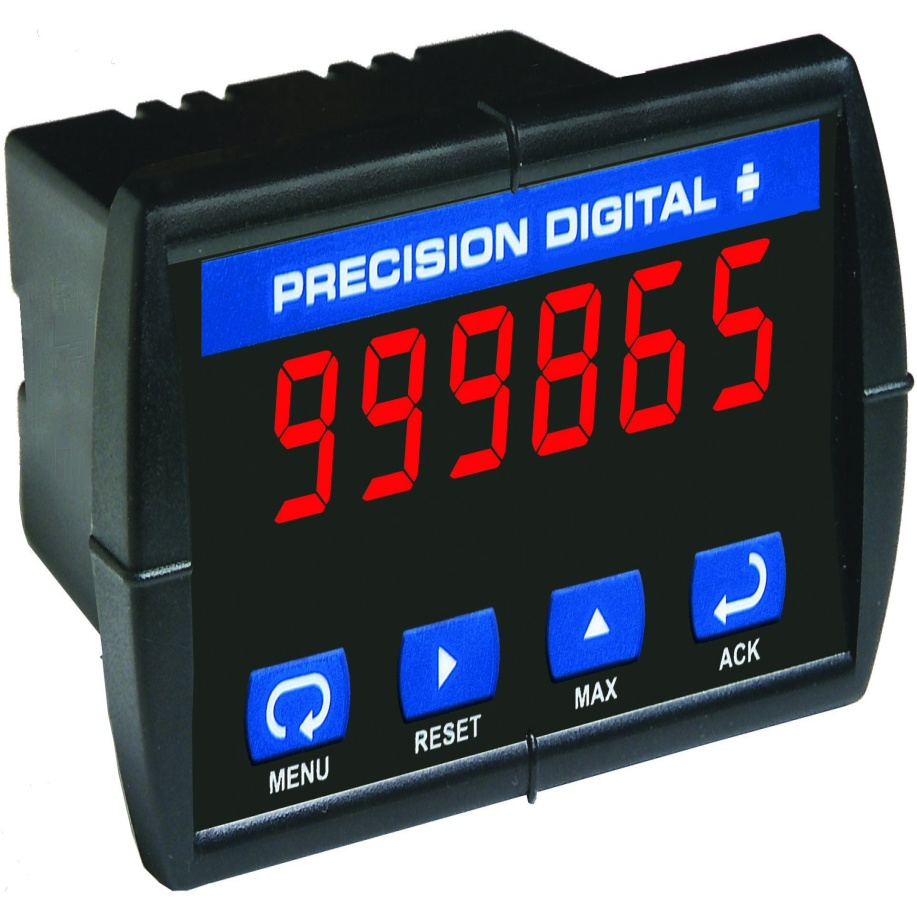 PRECISION DIGITAL
999865
MENU RESET MAX ACK